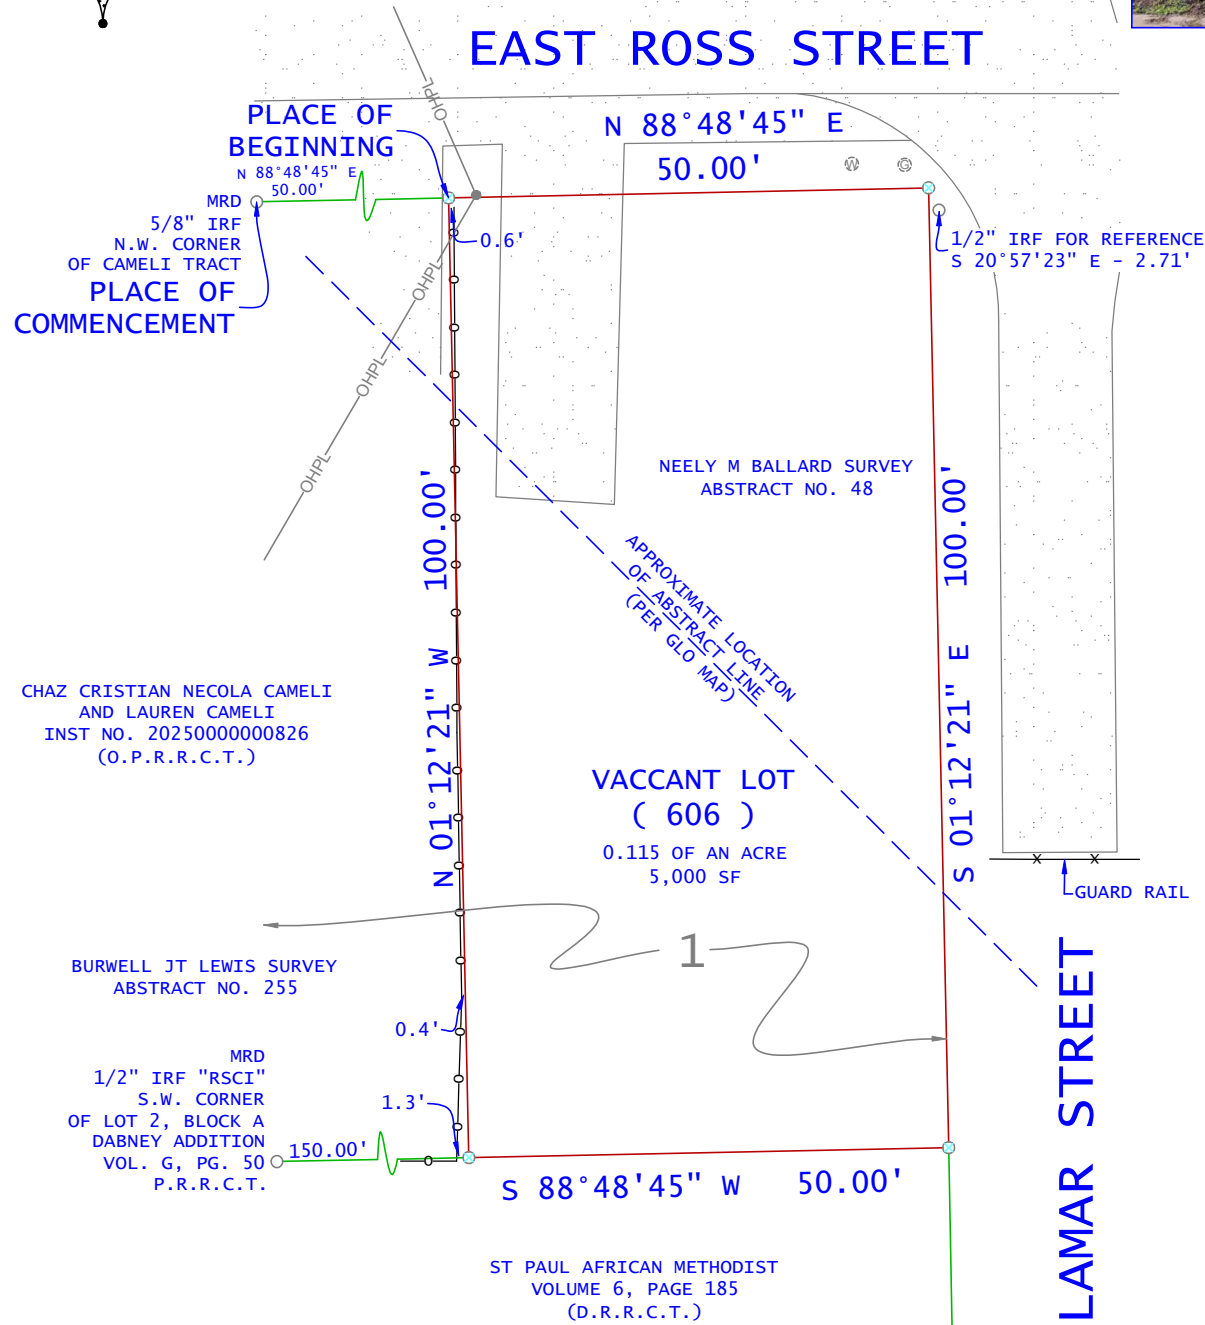 EAST ROSS STREET
OHPL
PLACE OF
BEGINNING
N 88°48'45" E
50.00'
N 88°48'45" E
50.00'
W
G
MRD
5/8" IRF
N.W. CORNER
OF CAMELI TRACT
PLACE OF
COMMENCEMENT
0.6'
1/2" IRF FOR REFERENCE
S 20°57'23" E - 2.71'
OHPL
OHPL
OHPL
NEELY M BALLARD SURVEY
ABSTRACT NO. 48
N 01°12'21" W 100.00'
S 01°12'21" E 100.00'
APPROXIMATE LOCATION
OF ABSTRACT LINE
(PER GLO MAP)
CHAZ CRISTIAN NECOLA CAMELI
AND LAUREN CAMELI
INST NO. 20250000000826
(O.P.R.R.C.T.)
VACCANT LOT
( 606 )
0.115 OF AN ACRE
5,000 SF
X X
GUARD RAIL
1
BURWELL JT LEWIS SURVEY
ABSTRACT NO. 255
0.4'
MRD
1/2" IRF "RSCI"
S.W. CORNER
OF LOT 2, BLOCK A
DABNEY ADDITION
VOL. G, PG. 50
P.R.R.C.T.
1.3'
150.00'
S 88°48'45" W 50.00'
LAMAR STREET
ST PAUL AFRICAN METHODIST
VOLUME 6, PAGE 185
(D.R.R.C.T.)